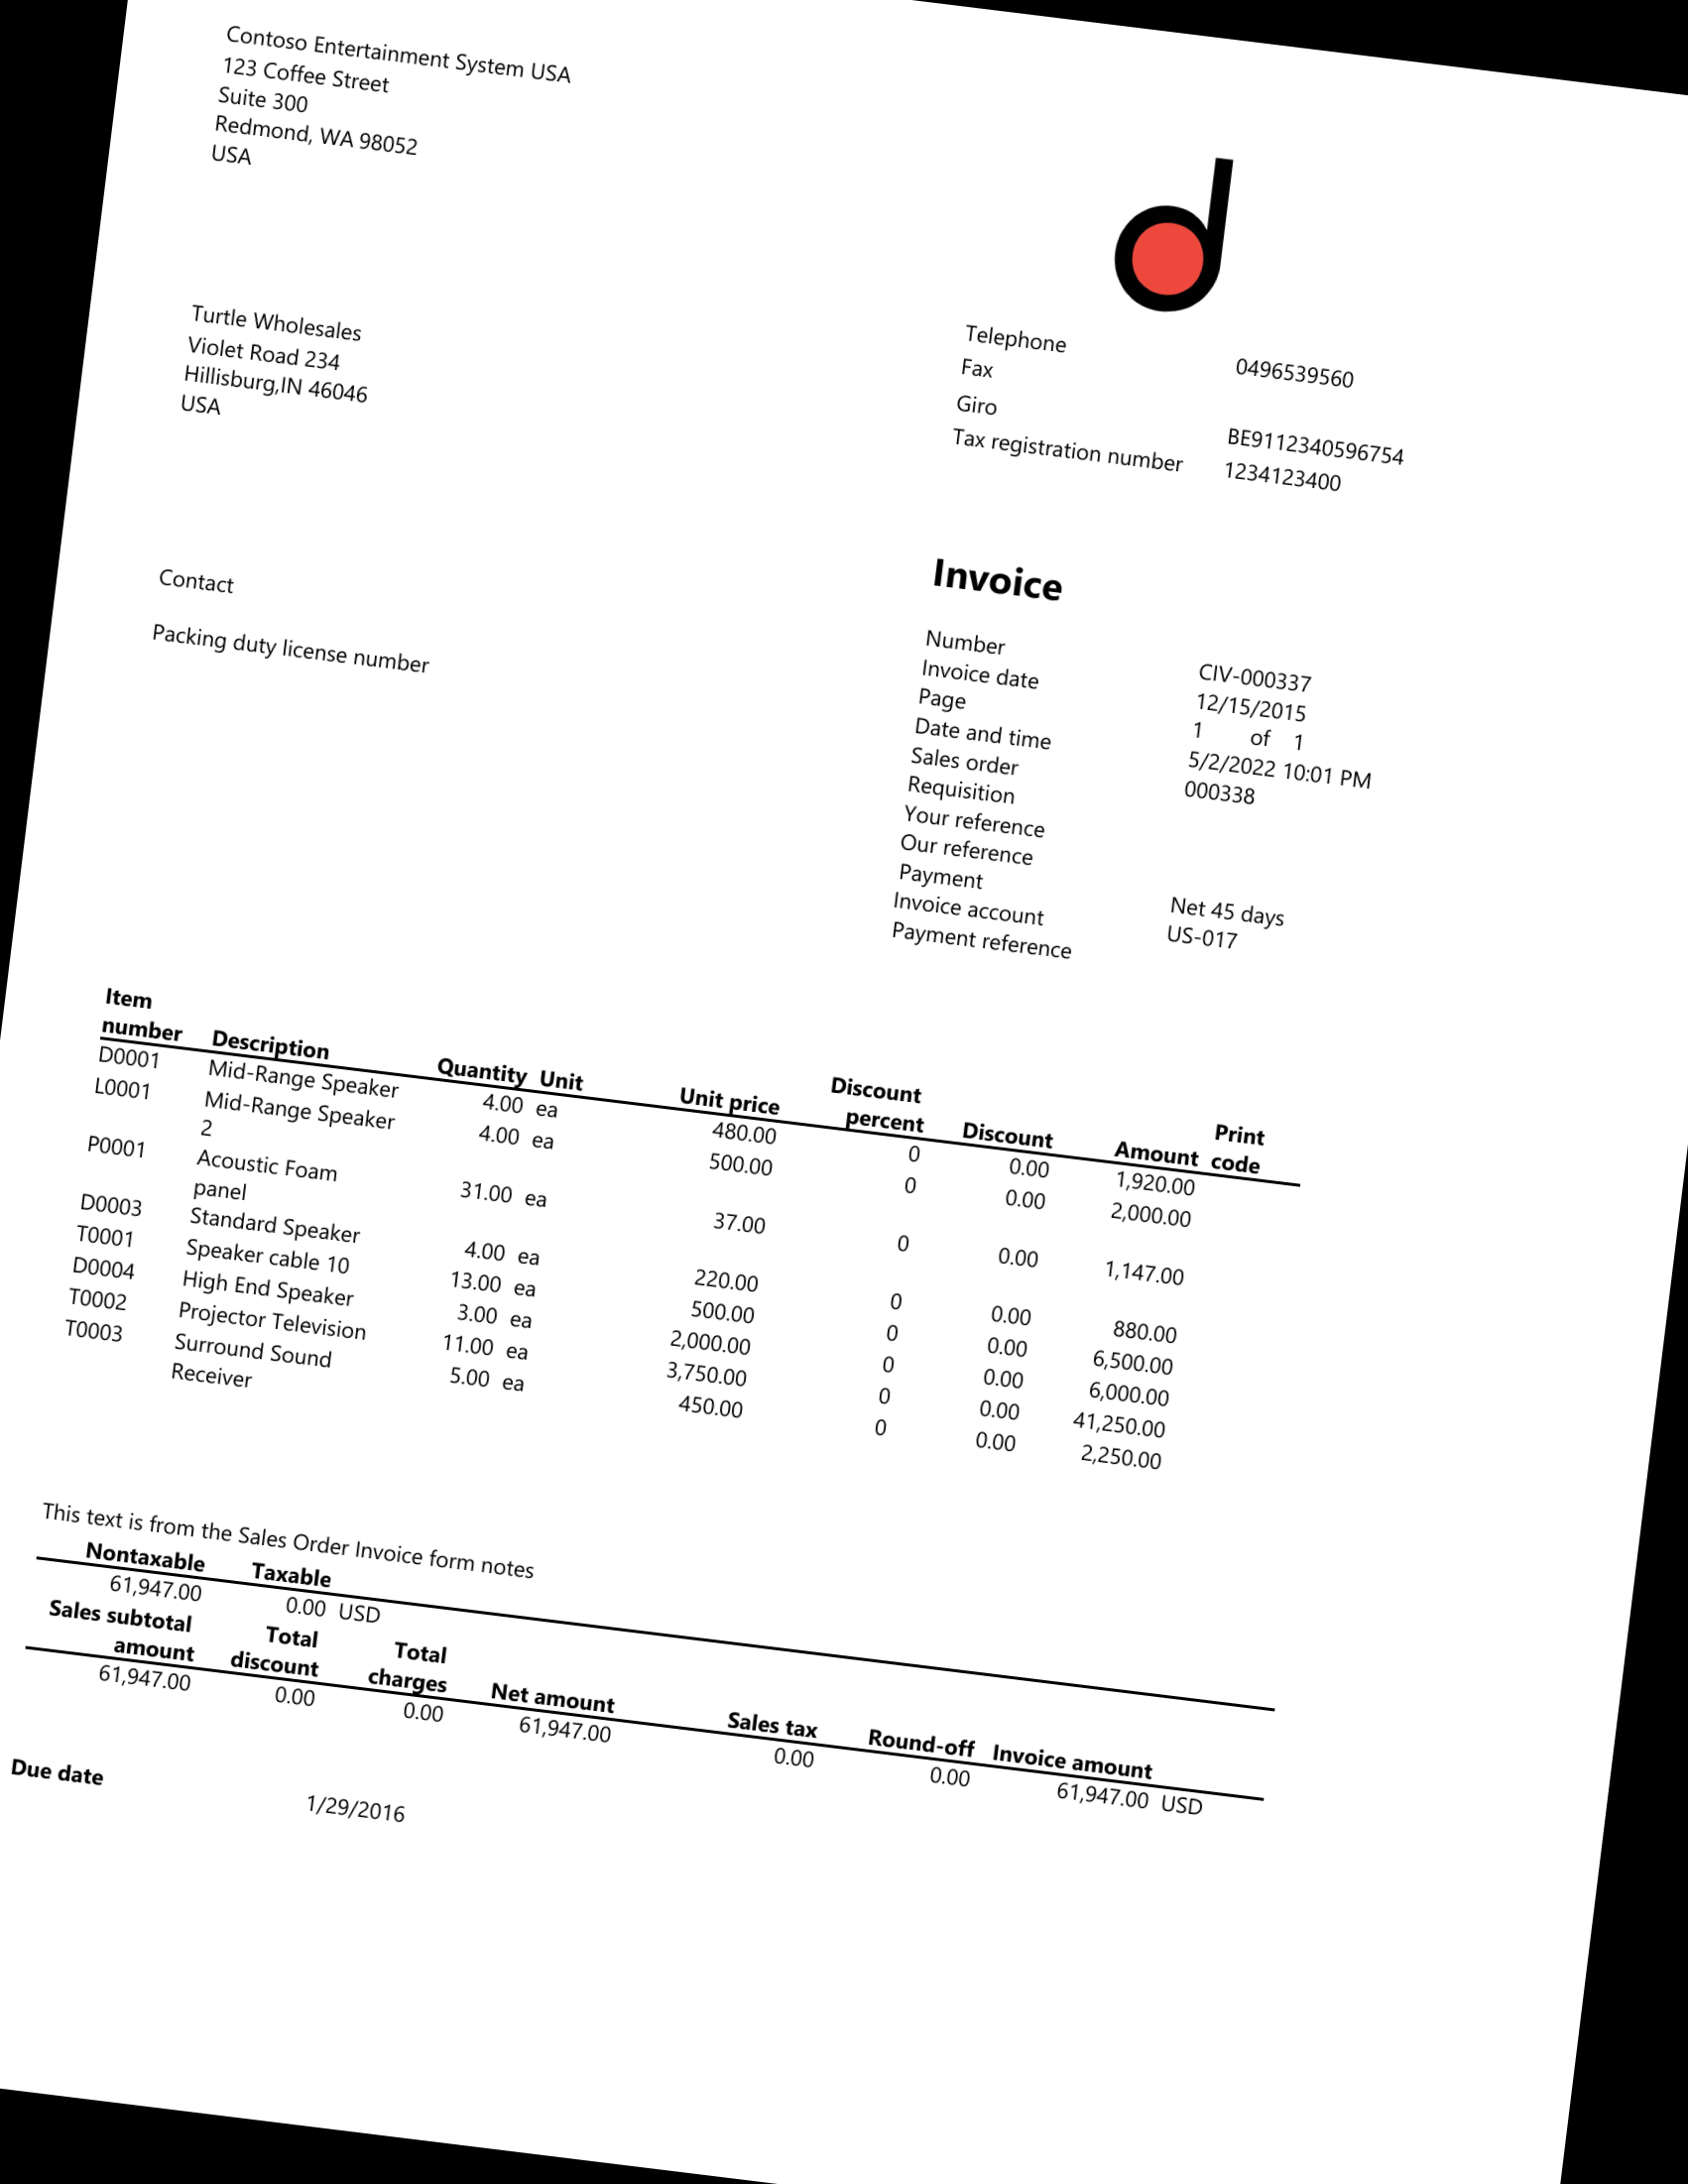 Contoso Entertainment System USA
123 Coffee Street
Suite 300
Redmond, WA 98052
USA
Turtle Wholesales
Violet Road 234
Hillisburg,IN 46046
USA
Telephone 0496539560
Fax
Giro BE9112340596754
Tax registration number 1234123400
Contact
Packing duty license number
Invoice
Number CIV-000337
Invoice date 12/15/2015
Page 1 of 1
Date and time 5/2/2022 10:01 PM
Sales order 000338
Requisition
Your reference
Our reference
Payment Net 45 days
Invoice account US-017
Payment reference
Item Discount Print
number Description Quantity Unit Unit price percent Discount Amount code
D0001 Mid-Range Speaker 4.00 ea 480.00 0 0.00 1,920.00
L0001 Mid-Range Speaker 4.00 ea 500.00 0 0.00 2,000.00
2
P0001 Acoustic Foam 31.00 ea 37.00 0 0.00 1,147.00
panel
D0003 Standard Speaker 4.00 ea 220.00 0 0.00 880.00
T0001 Speaker cable 10 13.00 ea 500.00 0 0.00 6,500.00
D0004 High End Speaker 3.00 ea 2,000.00 0 0.00 6,000.00
T0002 Projector Television 11.00 ea 3,750.00 0 0.00 41,250.00
T0003 Surround Sound 5.00 ea 450.00 0 0.00 2,250.00
Receiver
This text is from the Sales Order Invoice form notes
Nontaxable Taxable
61,947.00 0.00 USD
Sales subtotal Total Total
amount discount charges Net amount Sales tax Round-off Invoice amount
61,947.00 0.00 0.00 61,947.00 0.00 0.00 61,947.00 USD
Due date 1/29/2016